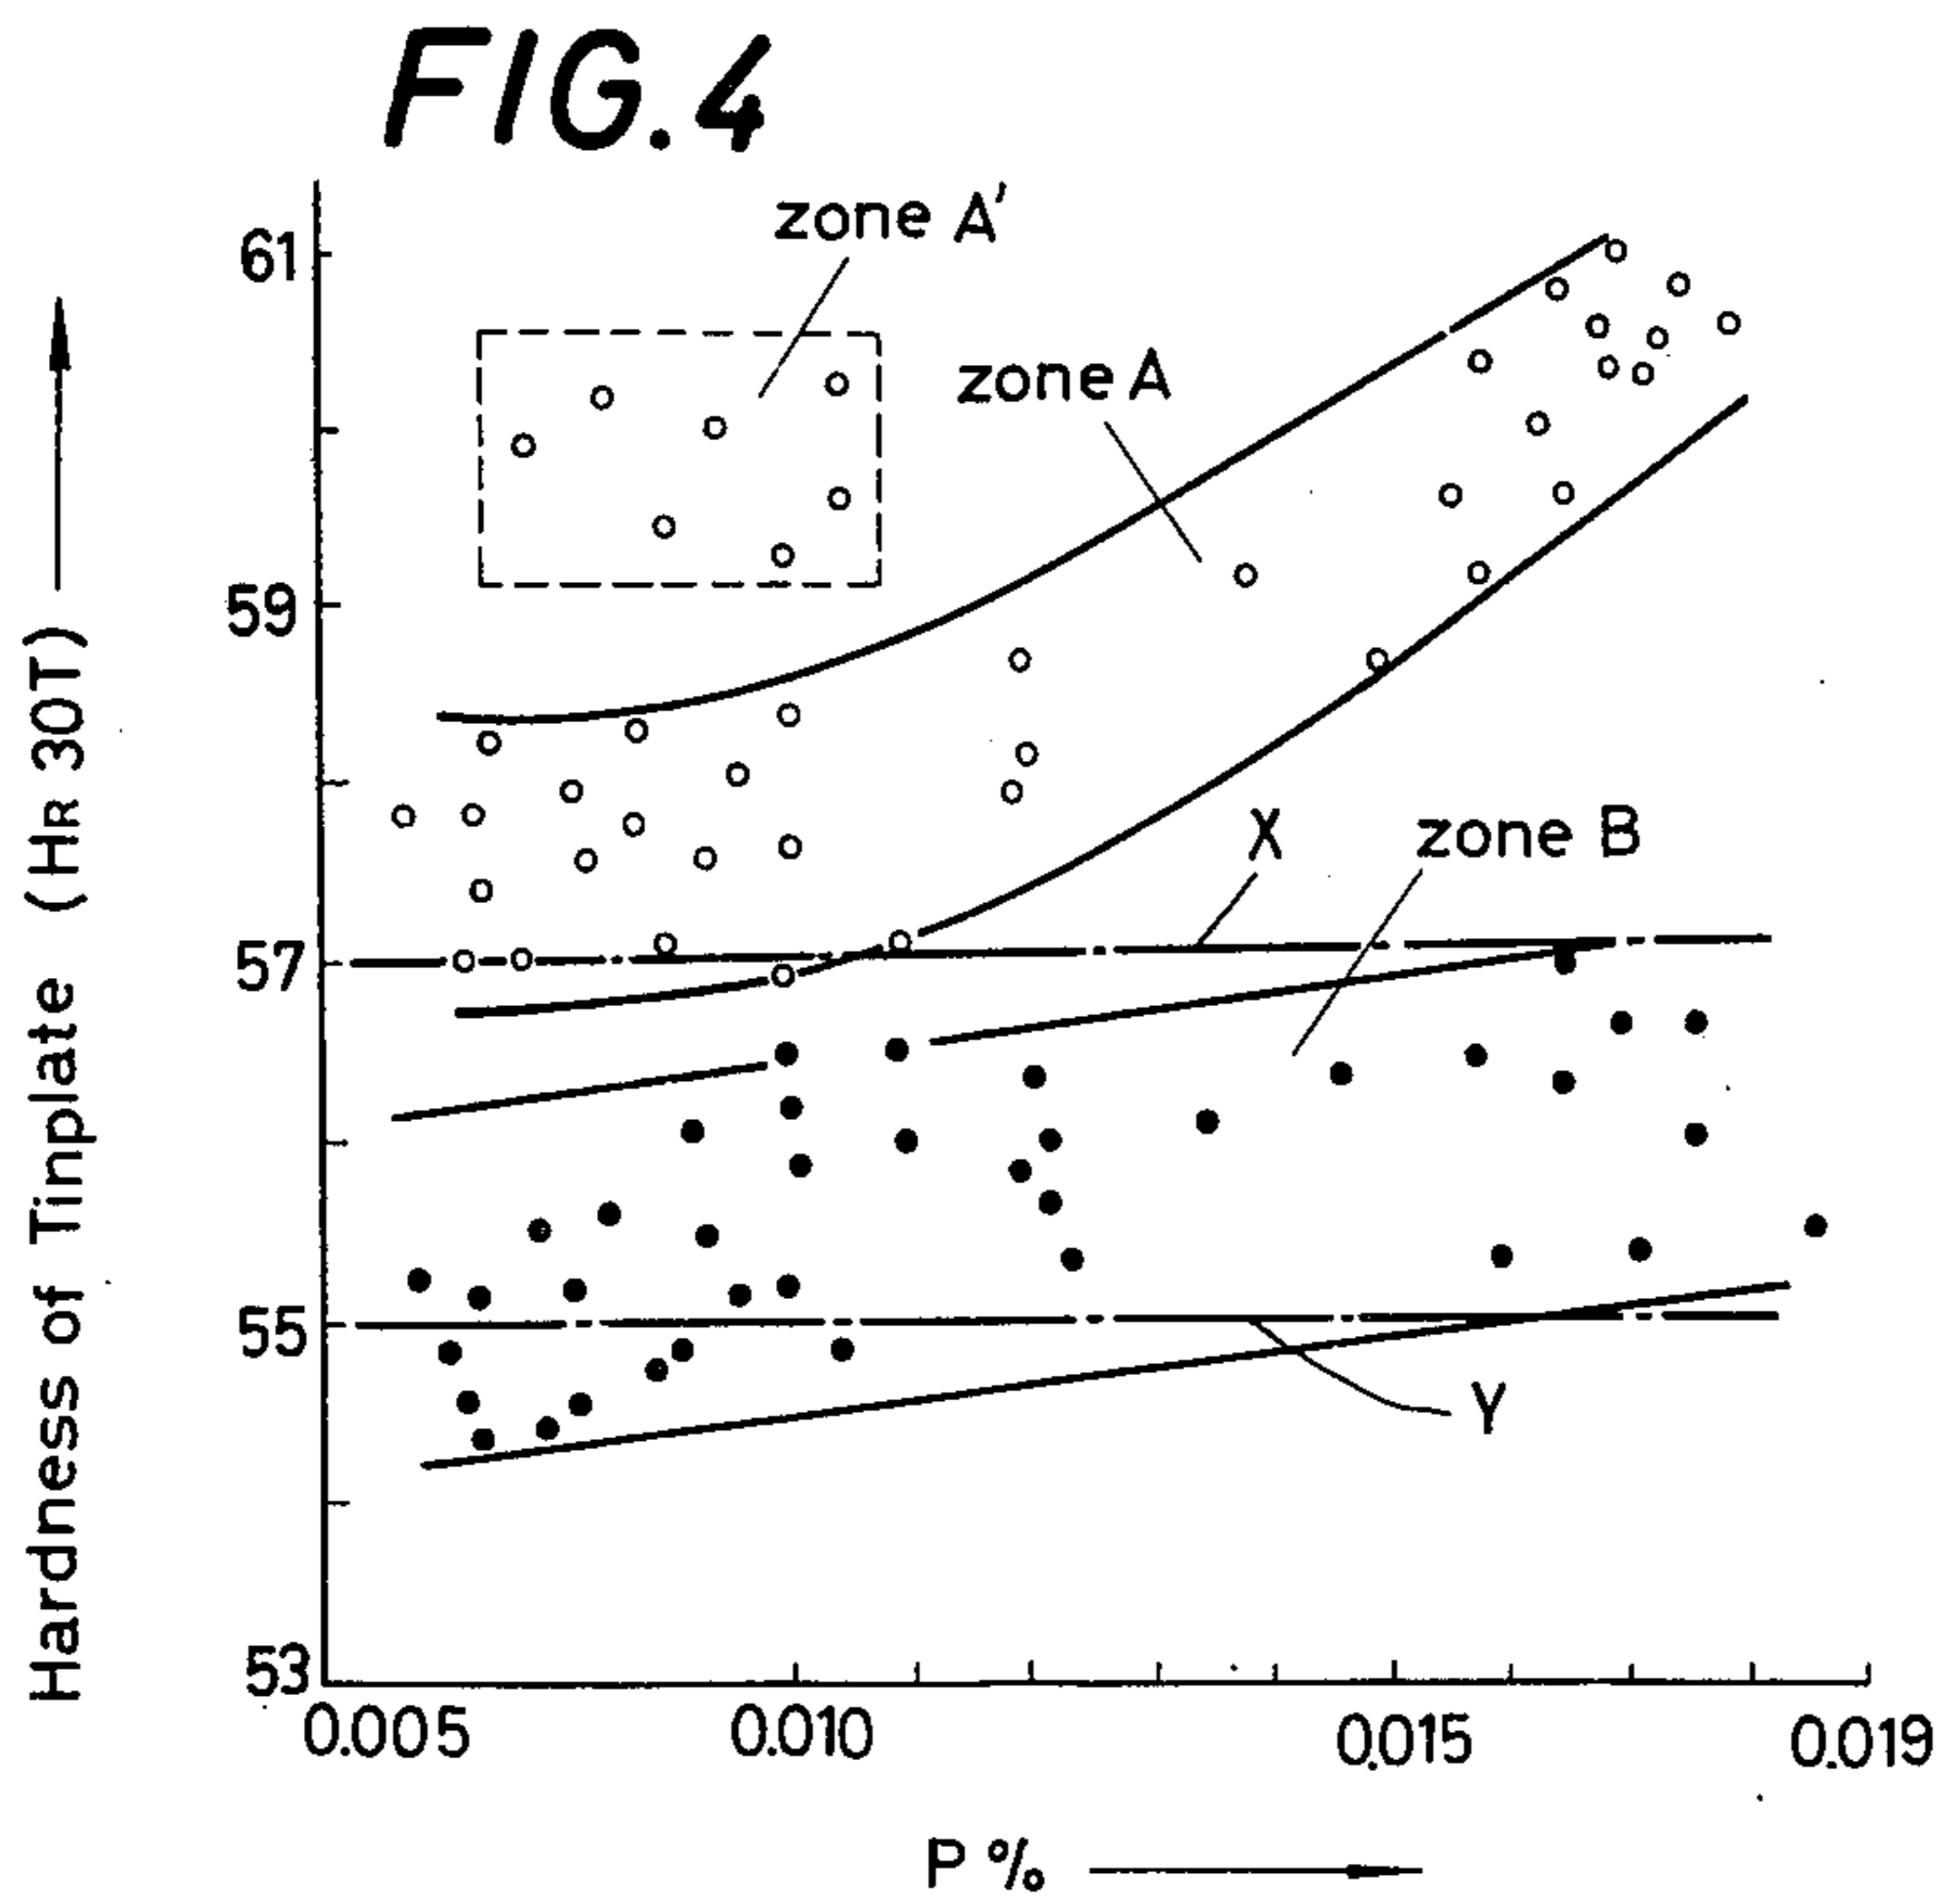 FIG.4
zone A'
61
zone A
59
X
zone B
57
55
Y
53
0.005
0.010
0.015
0.019
P %
Hardness of Tinplate (HR 30T)